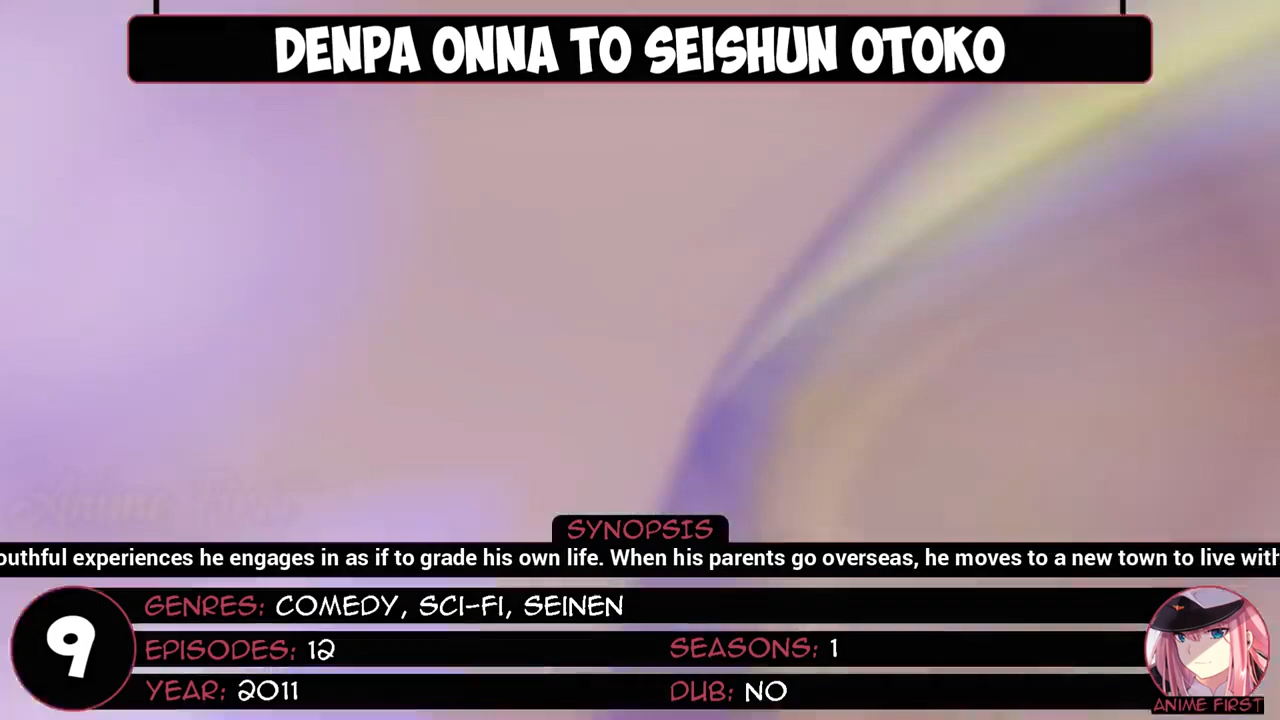 DENPA ONNA TO SEISHUN OTOKO
SYNOPSIS
outhful experiences he engages in as if to grade his own life. When his parents go overseas, he moves to a new town to live with
9
GENRES: COMEDY, SCI-FI, SEINEN
EPISODES: 12
SEASONS: 1
YEAR: 2011
DUB: NO
ANIME FIRST